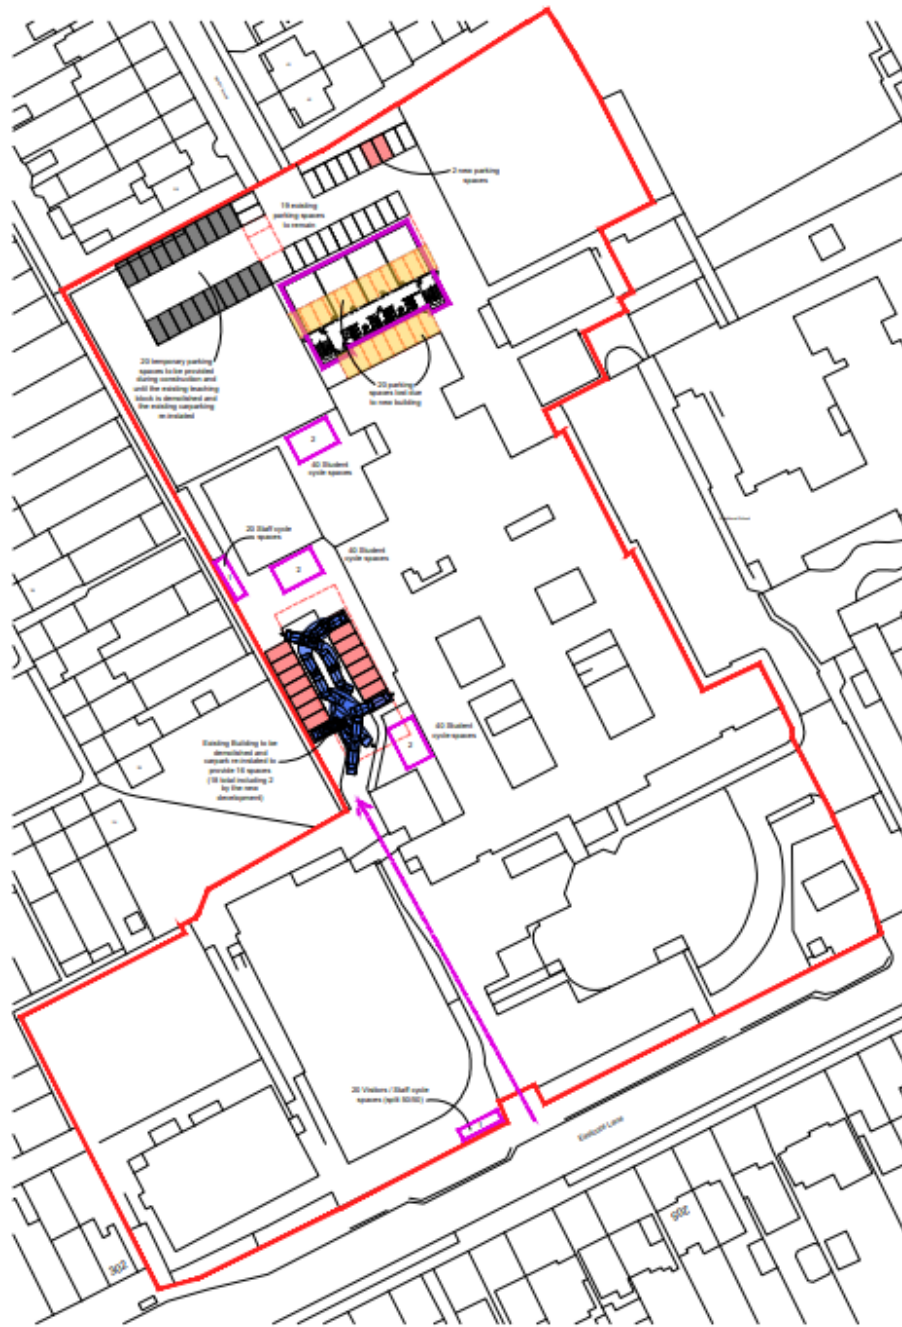 2 new parking
spaces
19 existing
parking spaces
to remain
20 temporary parking
spaces to be provided
during construction and
until the existing teaching
block is demolished and
the existing carparking
re-instated
20 parking
spaces lost due
to new building
2
40 Student
cycle spaces
20 Staff cycle
spaces
40 Student
cycle spaces
2
40 Student
cycle spaces
2
Existing Building to be
demolished and
carpark re-instated to
provide 16 spaces
(18 total including 2
by the new
development)
20 Visitors / Staff cycle
spaces (split 50/50)
Eastcote Lane
205
302